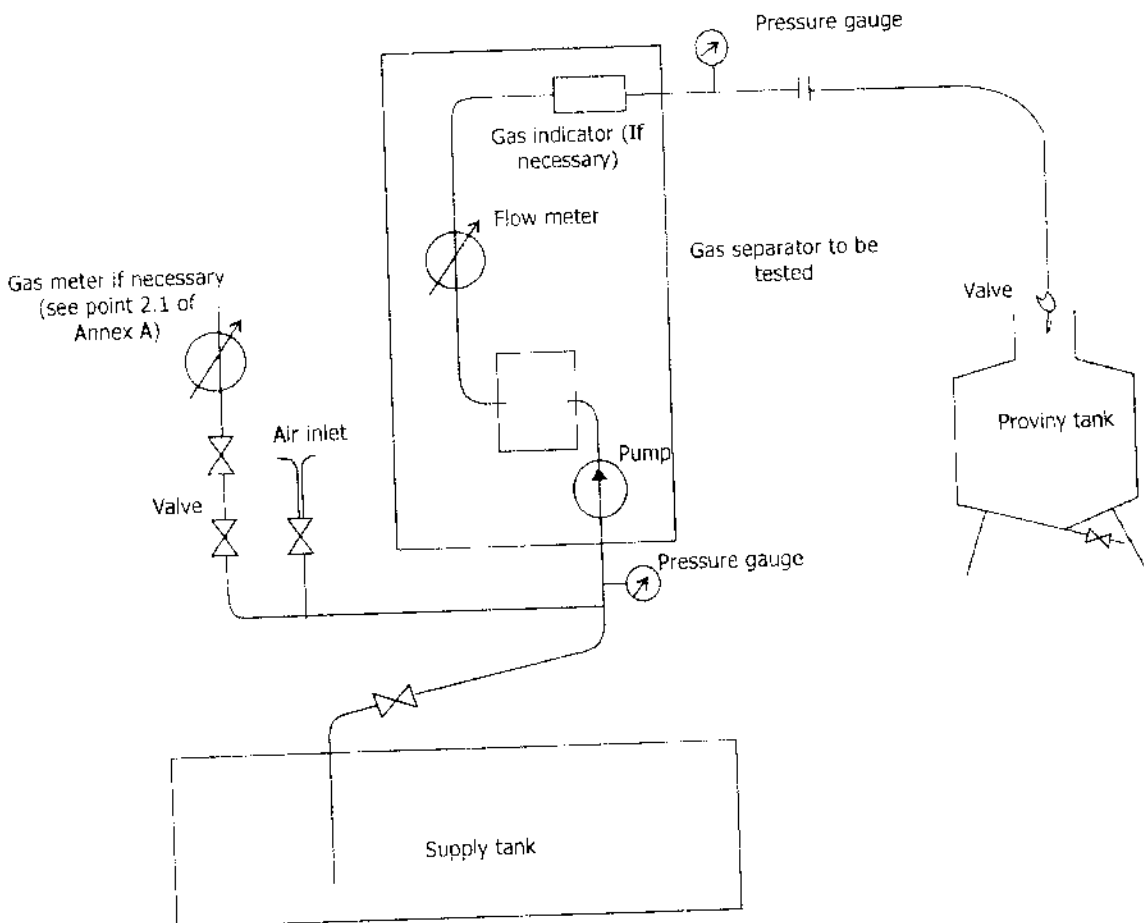 Pressure gauge
Gas indicator (If
necessary)
Flow meter
Gas separator to be
tested
Gas meter if necessary
(see point 2.1 of
Annex A)
Valve
Air inlet
Proviny tank
Pump
Valve
Pressure gauge
Supply tank